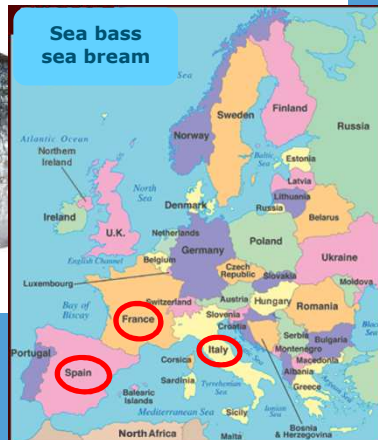 Sea bass
sea bream
Sea
Finland
Sweden
Norway
Russia
Atlantic Ocean
Northern
Ireland
Estonia
Baltic
Sea
Latvia
North
Sea
Denmark
Lithuania
Russia
Ireland
U.K.
Belarus
Netherlands
Poland
English Channel
Belgium
Germany
Luxembourg
Czech
Republic
Ukraine
Slovakia
Bay of
Biscay
France
Switzerland
Austria
Hungary
Moldova
Romania
Slovenia
Croatia
Italy
Serbia
Bulgaria
Montenegro
Macedonia
Portugal
Spain
Corsica
Albania
Greece
Sardinia
Tyrrhenian
Sea
Balearic
Islands
Mediterranean Sea
Sicily
Ionian
Sea
Bosnia
& Herzegovina
North Africa
Malta